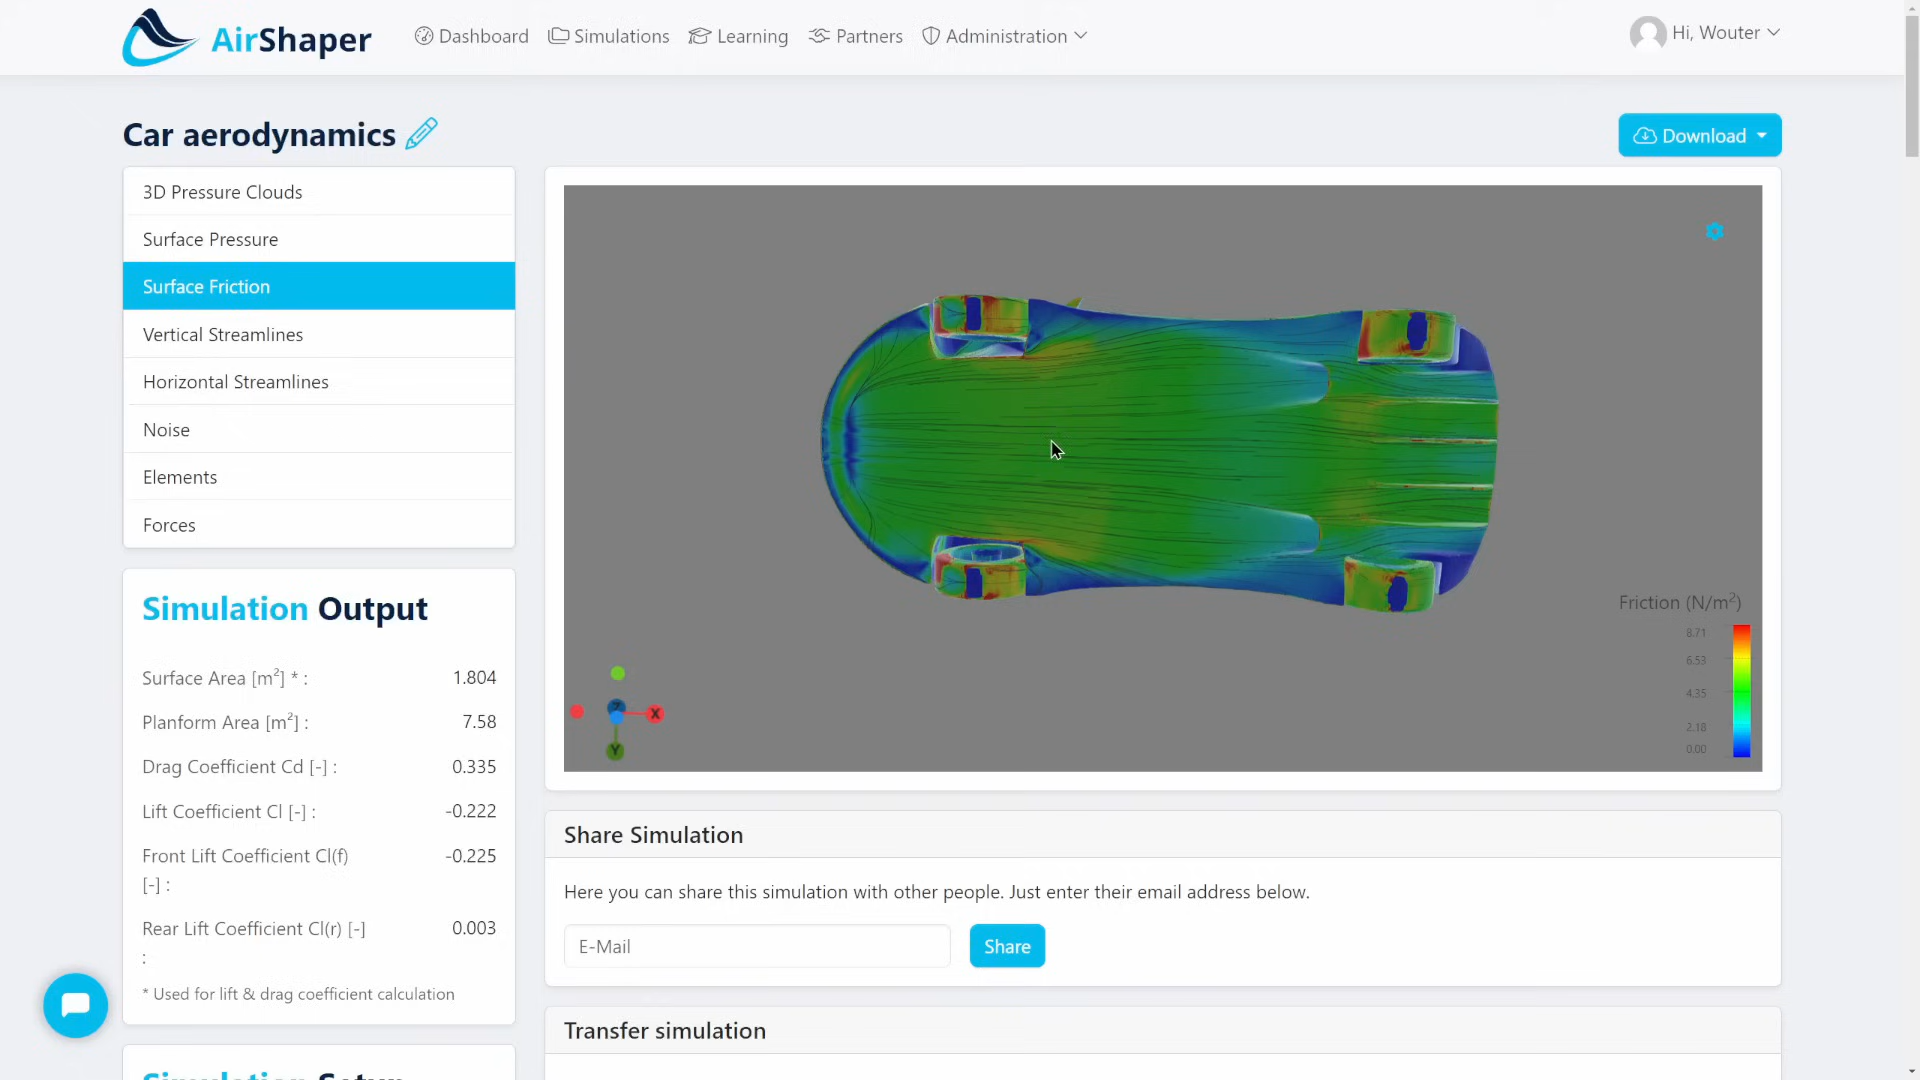 AirShaper
Dashboard
Simulations
Learning
Partners
Administration
Hi, Wouter
Car aerodynamics
Download
3D Pressure Clouds
Surface Pressure
Surface Friction
Vertical Streamlines
Horizontal Streamlines
Noise
Elements
Forces
Friction (N/m²)
8.71
6.53
4.35
2.18
0.00
Z
X
Y
Simulation Output
Surface Area [m²] * : 1.804
Planform Area [m²] : 7.58
Drag Coefficient Cd [-] : 0.335
Lift Coefficient Cl [-] : -0.222
Front Lift Coefficient Cl(f) -0.225
[-] :
Rear Lift Coefficient Cl(r) [-] 0.003
:
* Used for lift & drag coefficient calculation
Share Simulation
Here you can share this simulation with other people. Just enter their email address below.
E-Mail
Share
Transfer simulation
Simulation Setup